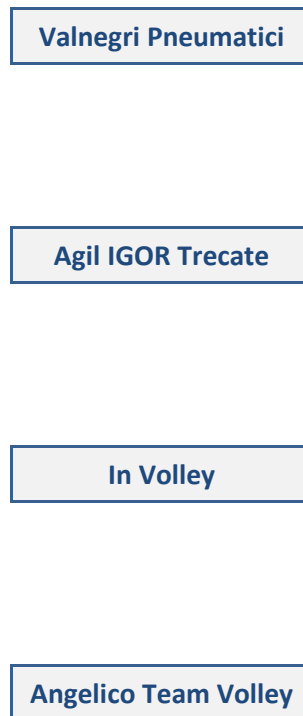 Valnegri Pneumatici
Agil IGOR Trecate
In Volley
Angelico Team Volley